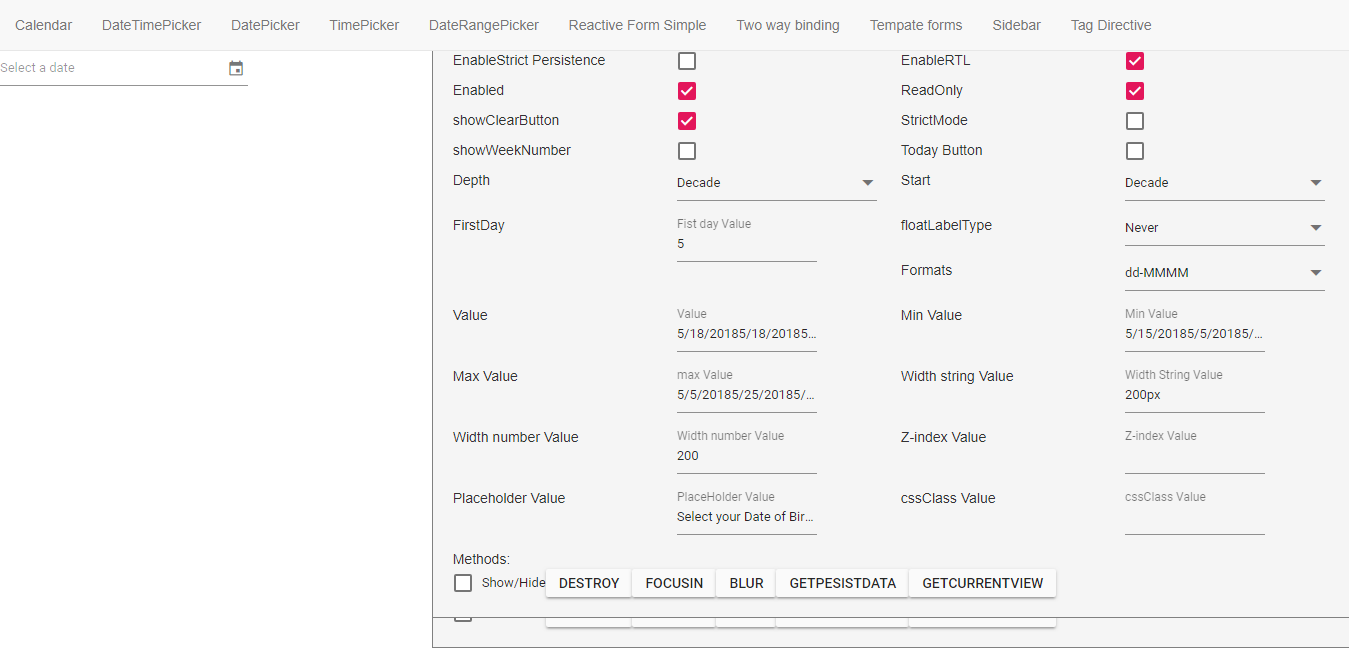 Calendar DateTimePicker DatePicker TimePicker DateRangePicker Reactive Form Simple Two way binding Tempate forms Sidebar Tag Directive
Select a date
EnableStrict Persistence EnableRTL
Enabled ReadOnly
showClearButton StrictMode
showWeekNumber Today Button
Depth Decade Start Decade
FirstDay Fist day Value floatLabelType Never
5
Formats dd-MMMM
Value Value Min Value Min Value
5/18/20185/18/20185... 5/15/20185/5/20185/...
Max Value max Value Width string Value Width String Value
5/5/20185/25/20185/... 200px
Width number Value Width number Value Z-index Value Z-index Value
200
Placeholder Value PlaceHolder Value cssClass Value cssClass Value
Select your Date of Bir...
Methods:
Show/Hide DESTROY FOCUSIN BLUR GETPESISTDATA GETCURRENTVIEW